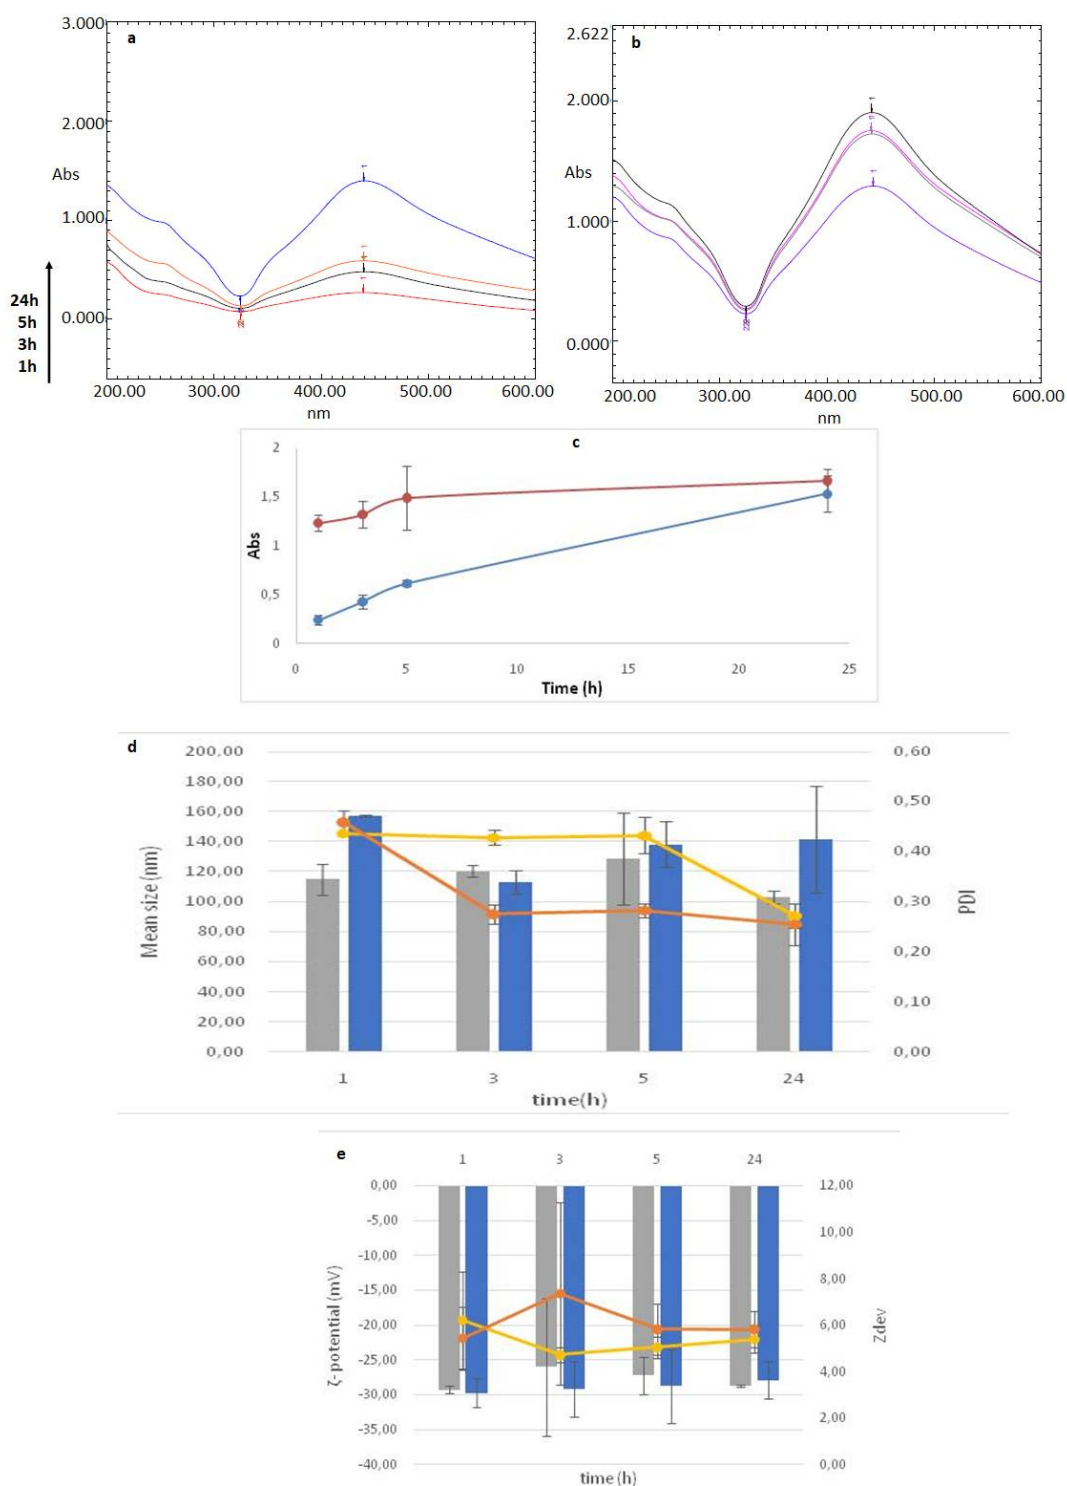 a
3.000
2.000
Abs
1.000
0.000
24h
5h
3h
1h
200.00 300.00 400.00 500.00 600.00
nm
b
2.622
2.000
Abs
1.000
0.000
200.00 300.00 400.00 500.00 600.00
nm
c
2
1,5
1
0,5
0
Abs
0 5 10 15 20 25
Time (h)
d
200,00
180,00
160,00
140,00
120,00
100,00
80,00
60,00
40,00
20,00
0,00
Mean size (nm)
0,60
0,50
0,40
0,30
0,20
0,10
0,00
PDI
1 3 5 24
time(h)
e
1 3 5 24
0,00
-5,00
-10,00
-15,00
-20,00
-25,00
-30,00
-35,00
-40,00
ζ- potential (mV)
12,00
10,00
8,00
6,00
4,00
2,00
0,00
Zdev
time (h)